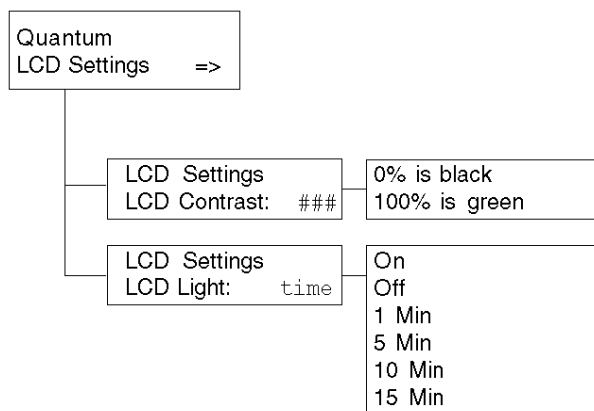 Quantum
LCD Settings =>
LCD Settings
LCD Contrast: ###
0% is black
100% is green
LCD Settings
LCD Light: time
On
Off
1 Min
5 Min
10 Min
15 Min